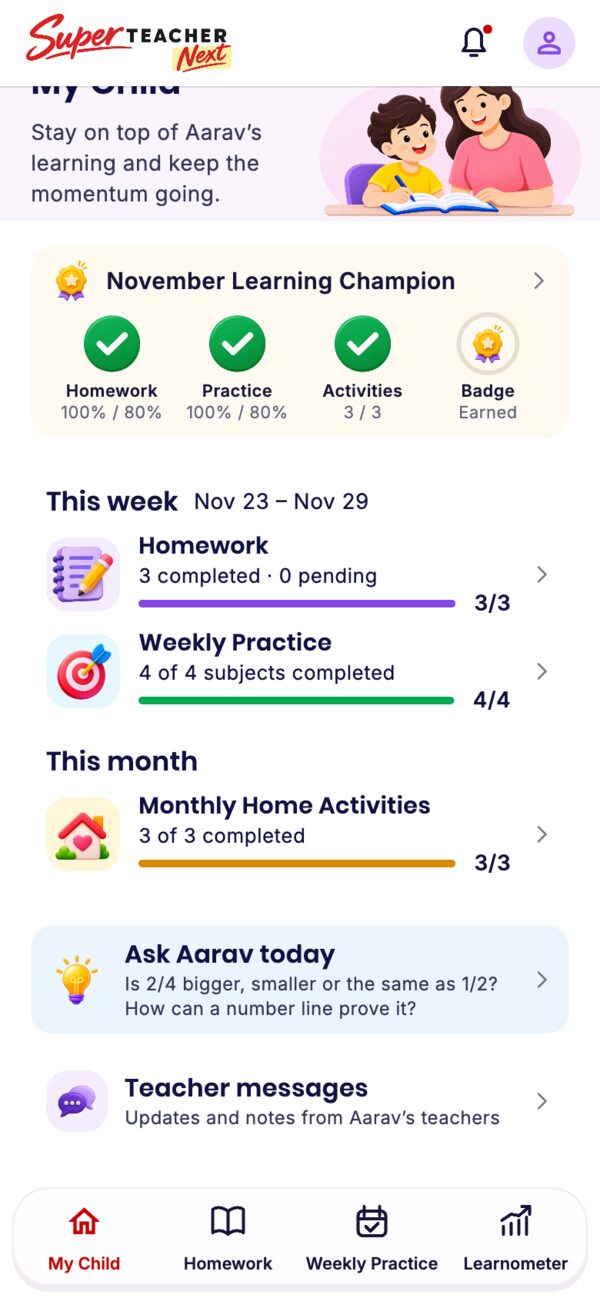 Super TEACHER
Next
My Child
Stay on top of Aarav’s
learning and keep the
momentum going.
November Learning Champion
Homework
100% / 80%
Practice
100% / 80%
Activities
3 / 3
Badge
Earned
This week Nov 23 – Nov 29
Homework
3 completed · 0 pending
3/3
Weekly Practice
4 of 4 subjects completed
4/4
This month
Monthly Home Activities
3 of 3 completed
3/3
Ask Aarav today
Is 2/4 bigger, smaller or the same as 1/2?
How can a number line prove it?
Teacher messages
Updates and notes from Aarav’s teachers
My Child
Homework
Weekly Practice
Learnometer